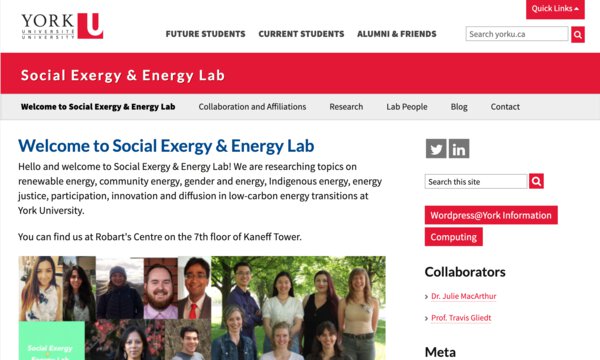 Quick Links
YORK
UNIVERSITÉ
UNIVERSITY
FUTURE STUDENTS CURRENT STUDENTS ALUMNI & FRIENDS
Search yorku.ca
Social Exergy & Energy Lab
Welcome to Social Exergy & Energy Lab Collaboration and Affiliations Research Lab People Blog Contact
Welcome to Social Exergy & Energy Lab
Hello and welcome to Social Exergy & Energy Lab! We are researching topics on
renewable energy, community energy, gender and energy, Indigenous energy, energy
justice, participation, innovation and diffusion in low-carbon energy transitions at
York University.
You can find us at Robart's Centre on the 7th floor of Kaneff Tower.
Social Exergy
Energy Lab
Search this site
Wordpress@York Information
Computing
Collaborators
Dr. Julie MacArthur
Prof. Travis Gliedt
Meta